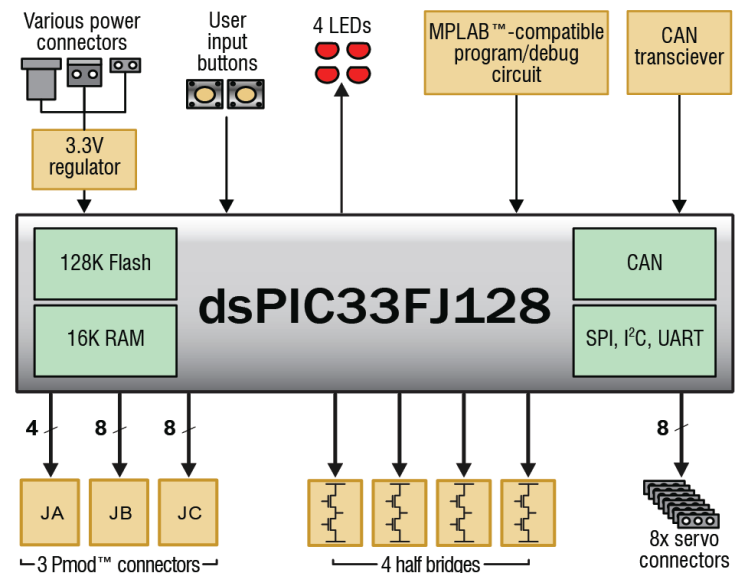 Various power
connectors
User
input
buttons
4 LEDs
MPLAB™-compatible
program/debug
circuit
CAN
transciever
3.3V
regulator
128K Flash
16K RAM
dsPIC33FJ128
CAN
SPI, I²C, UART
4
8
8
8
JA
JB
JC
3 Pmod™ connectors
4 half bridges
8x servo
connectors